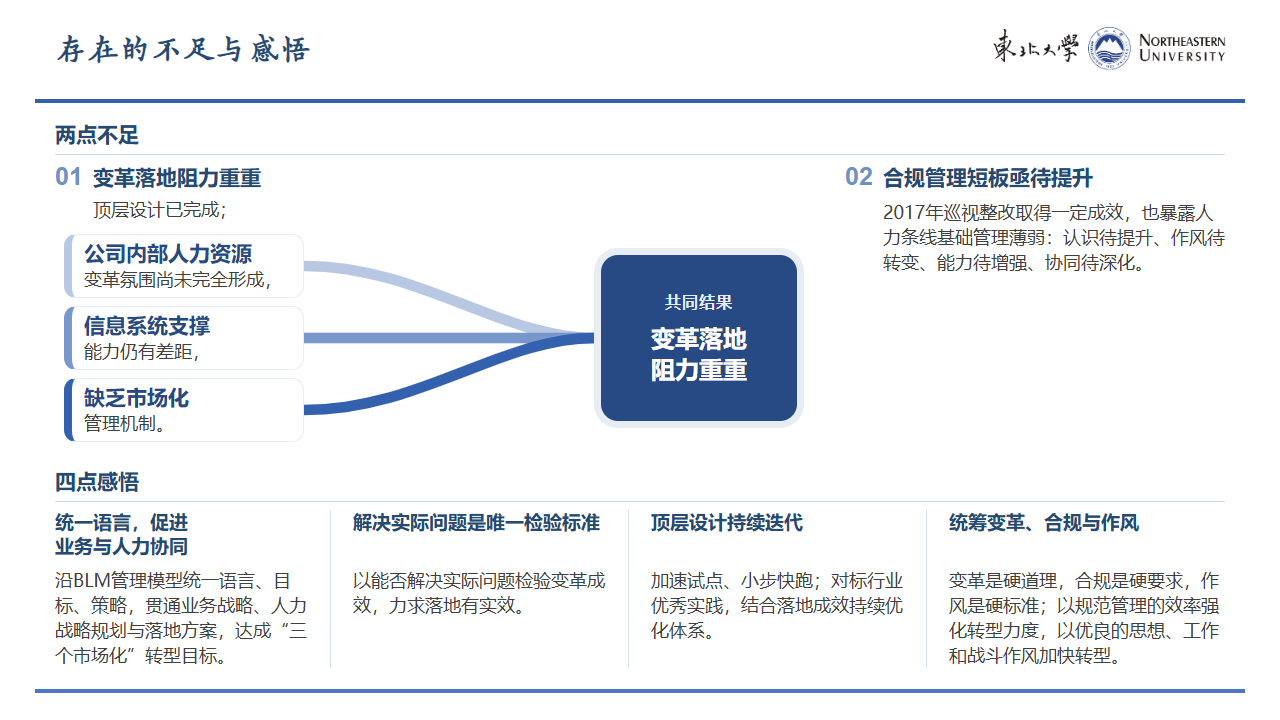 存在的不足与感悟
東北大學
NORTHEASTERN
UNIVERSITY
两点不足
01 变革落地阻力重重
顶层设计已完成；
公司内部人力资源
变革氛围尚未完全形成，
信息系统支撑
能力仍有差距，
缺乏市场化
管理机制。
共同结果
变革落地
阻力重重
02 合规管理短板亟待提升
2017年巡视整改取得一定成效，也暴露人
力条线基础管理薄弱：认识待提升、作风待
转变、能力待增强、协同待深化。
四点感悟
统一语言，促进
业务与人力协同
沿BLM管理模型统一语言、目
标、策略，贯通业务战略、人力
战略规划与落地方案，达成“三
个市场化”转型目标。
解决实际问题是唯一检验标准
以能否解决实际问题检验变革成
效，力求落地有实效。
顶层设计持续迭代
加速试点、小步快跑；对标行业
优秀实践，结合落地成效持续优
化体系。
统筹变革、合规与作风
变革是硬道理，合规是硬要求，作
风是硬标准；以规范管理的效率强
化转型力度，以优良的思想、工作
和战斗作风加快转型。